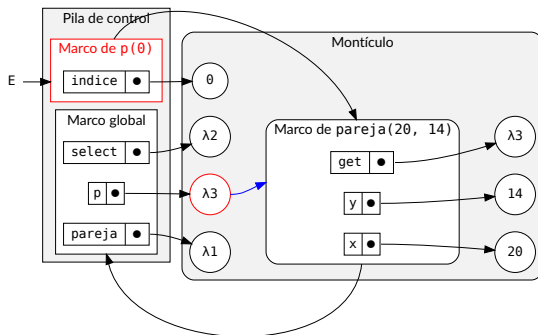 Pila de control
Marco de p(0)
E
indice
Marco global
select
p
pareja
Montículo
0
λ2
λ3
λ1
Marco de pareja(20, 14)
get
y
x
λ3
14
20